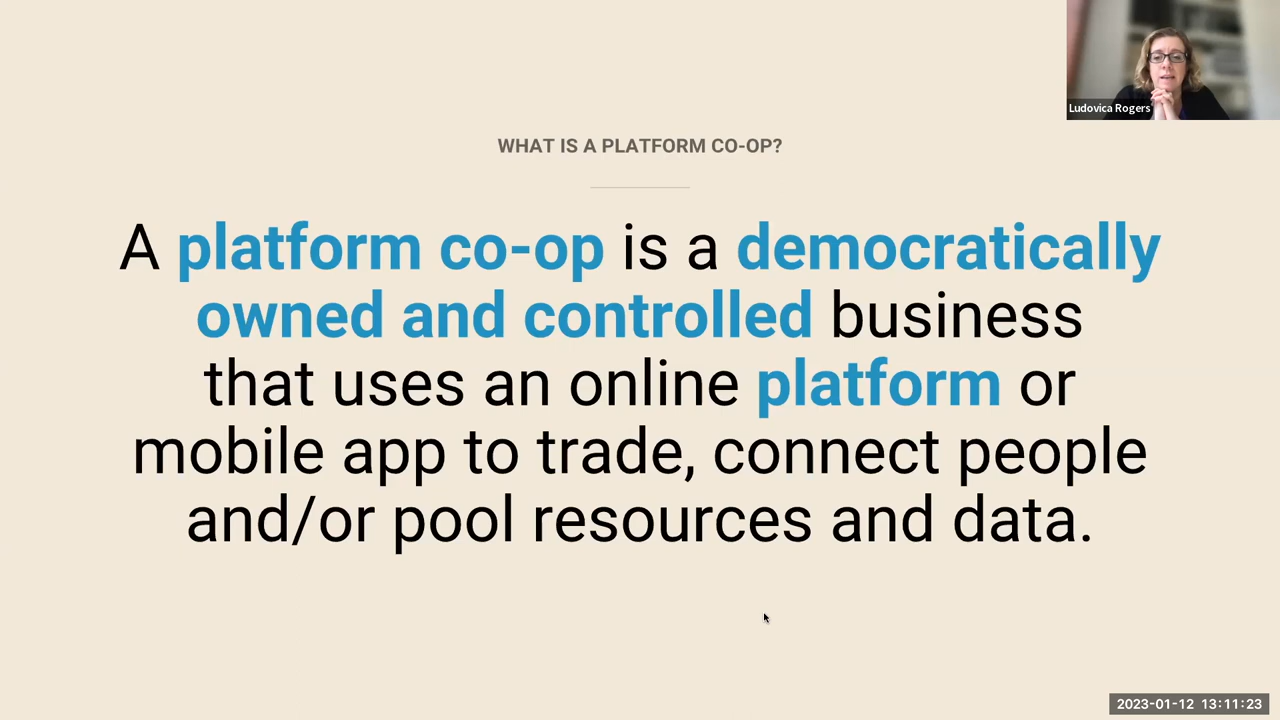 Ludovica Rogers
WHAT IS A PLATFORM CO-OP?
A platform co-op is a democratically
owned and controlled business
that uses an online platform or
mobile app to trade, connect people
and/or pool resources and data.
2023-01-12 13:11:23